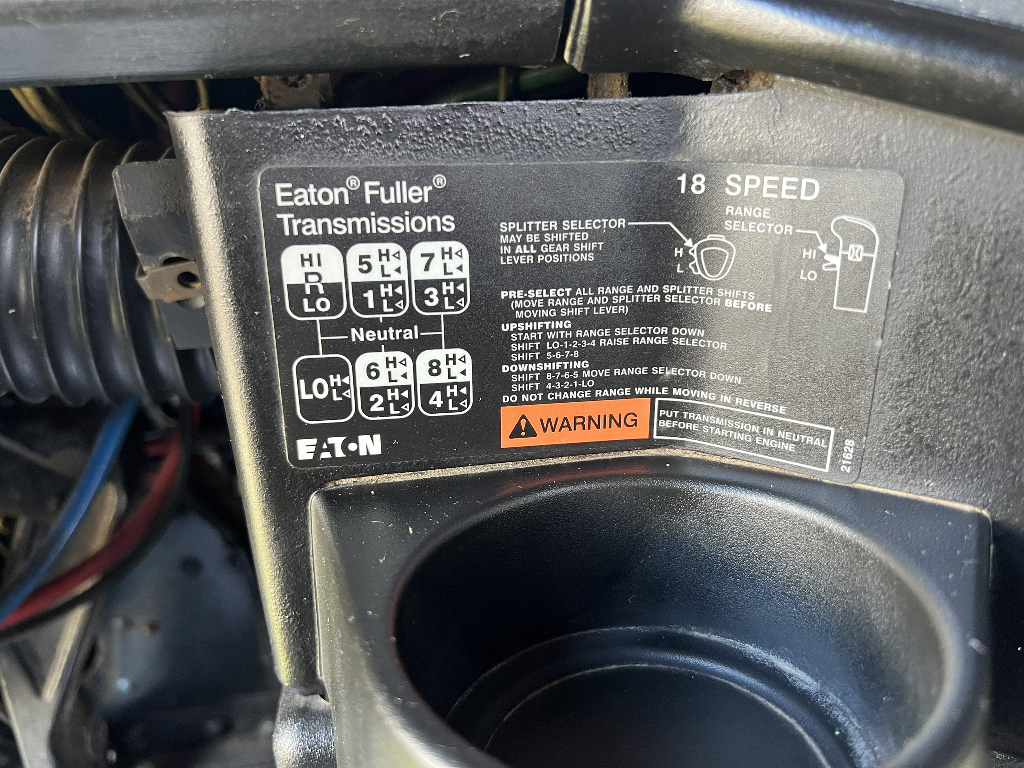 Eaton® Fuller®
Transmissions
18 SPEED
HI
R
LO
5 H L
1 H L
7 H L
3 H L
Neutral
LO H L
6 H L
2 H L
8 H L
4 H L
EATON
SPLITTER SELECTOR
MAY BE SHIFTED
IN ALL GEAR SHIFT
LEVER POSITIONS
H
L
RANGE
SELECTOR
HI
LO
PRE-SELECT ALL RANGE AND SPLITTER SHIFTS
(MOVE RANGE AND SPLITTER SELECTOR BEFORE
MOVING SHIFT LEVER)
UPSHIFTING
START WITH RANGE SELECTOR DOWN
SHIFT LO-1-2-3-4 RAISE RANGE SELECTOR
SHIFT 5-6-7-8
DOWNSHIFTING
SHIFT 8-7-6-5 MOVE RANGE SELECTOR DOWN
SHIFT 4-3-2-1-LO
DO NOT CHANGE RANGE WHILE MOVING IN REVERSE
WARNING
PUT TRANSMISSION IN NEUTRAL
BEFORE STARTING ENGINE
21628